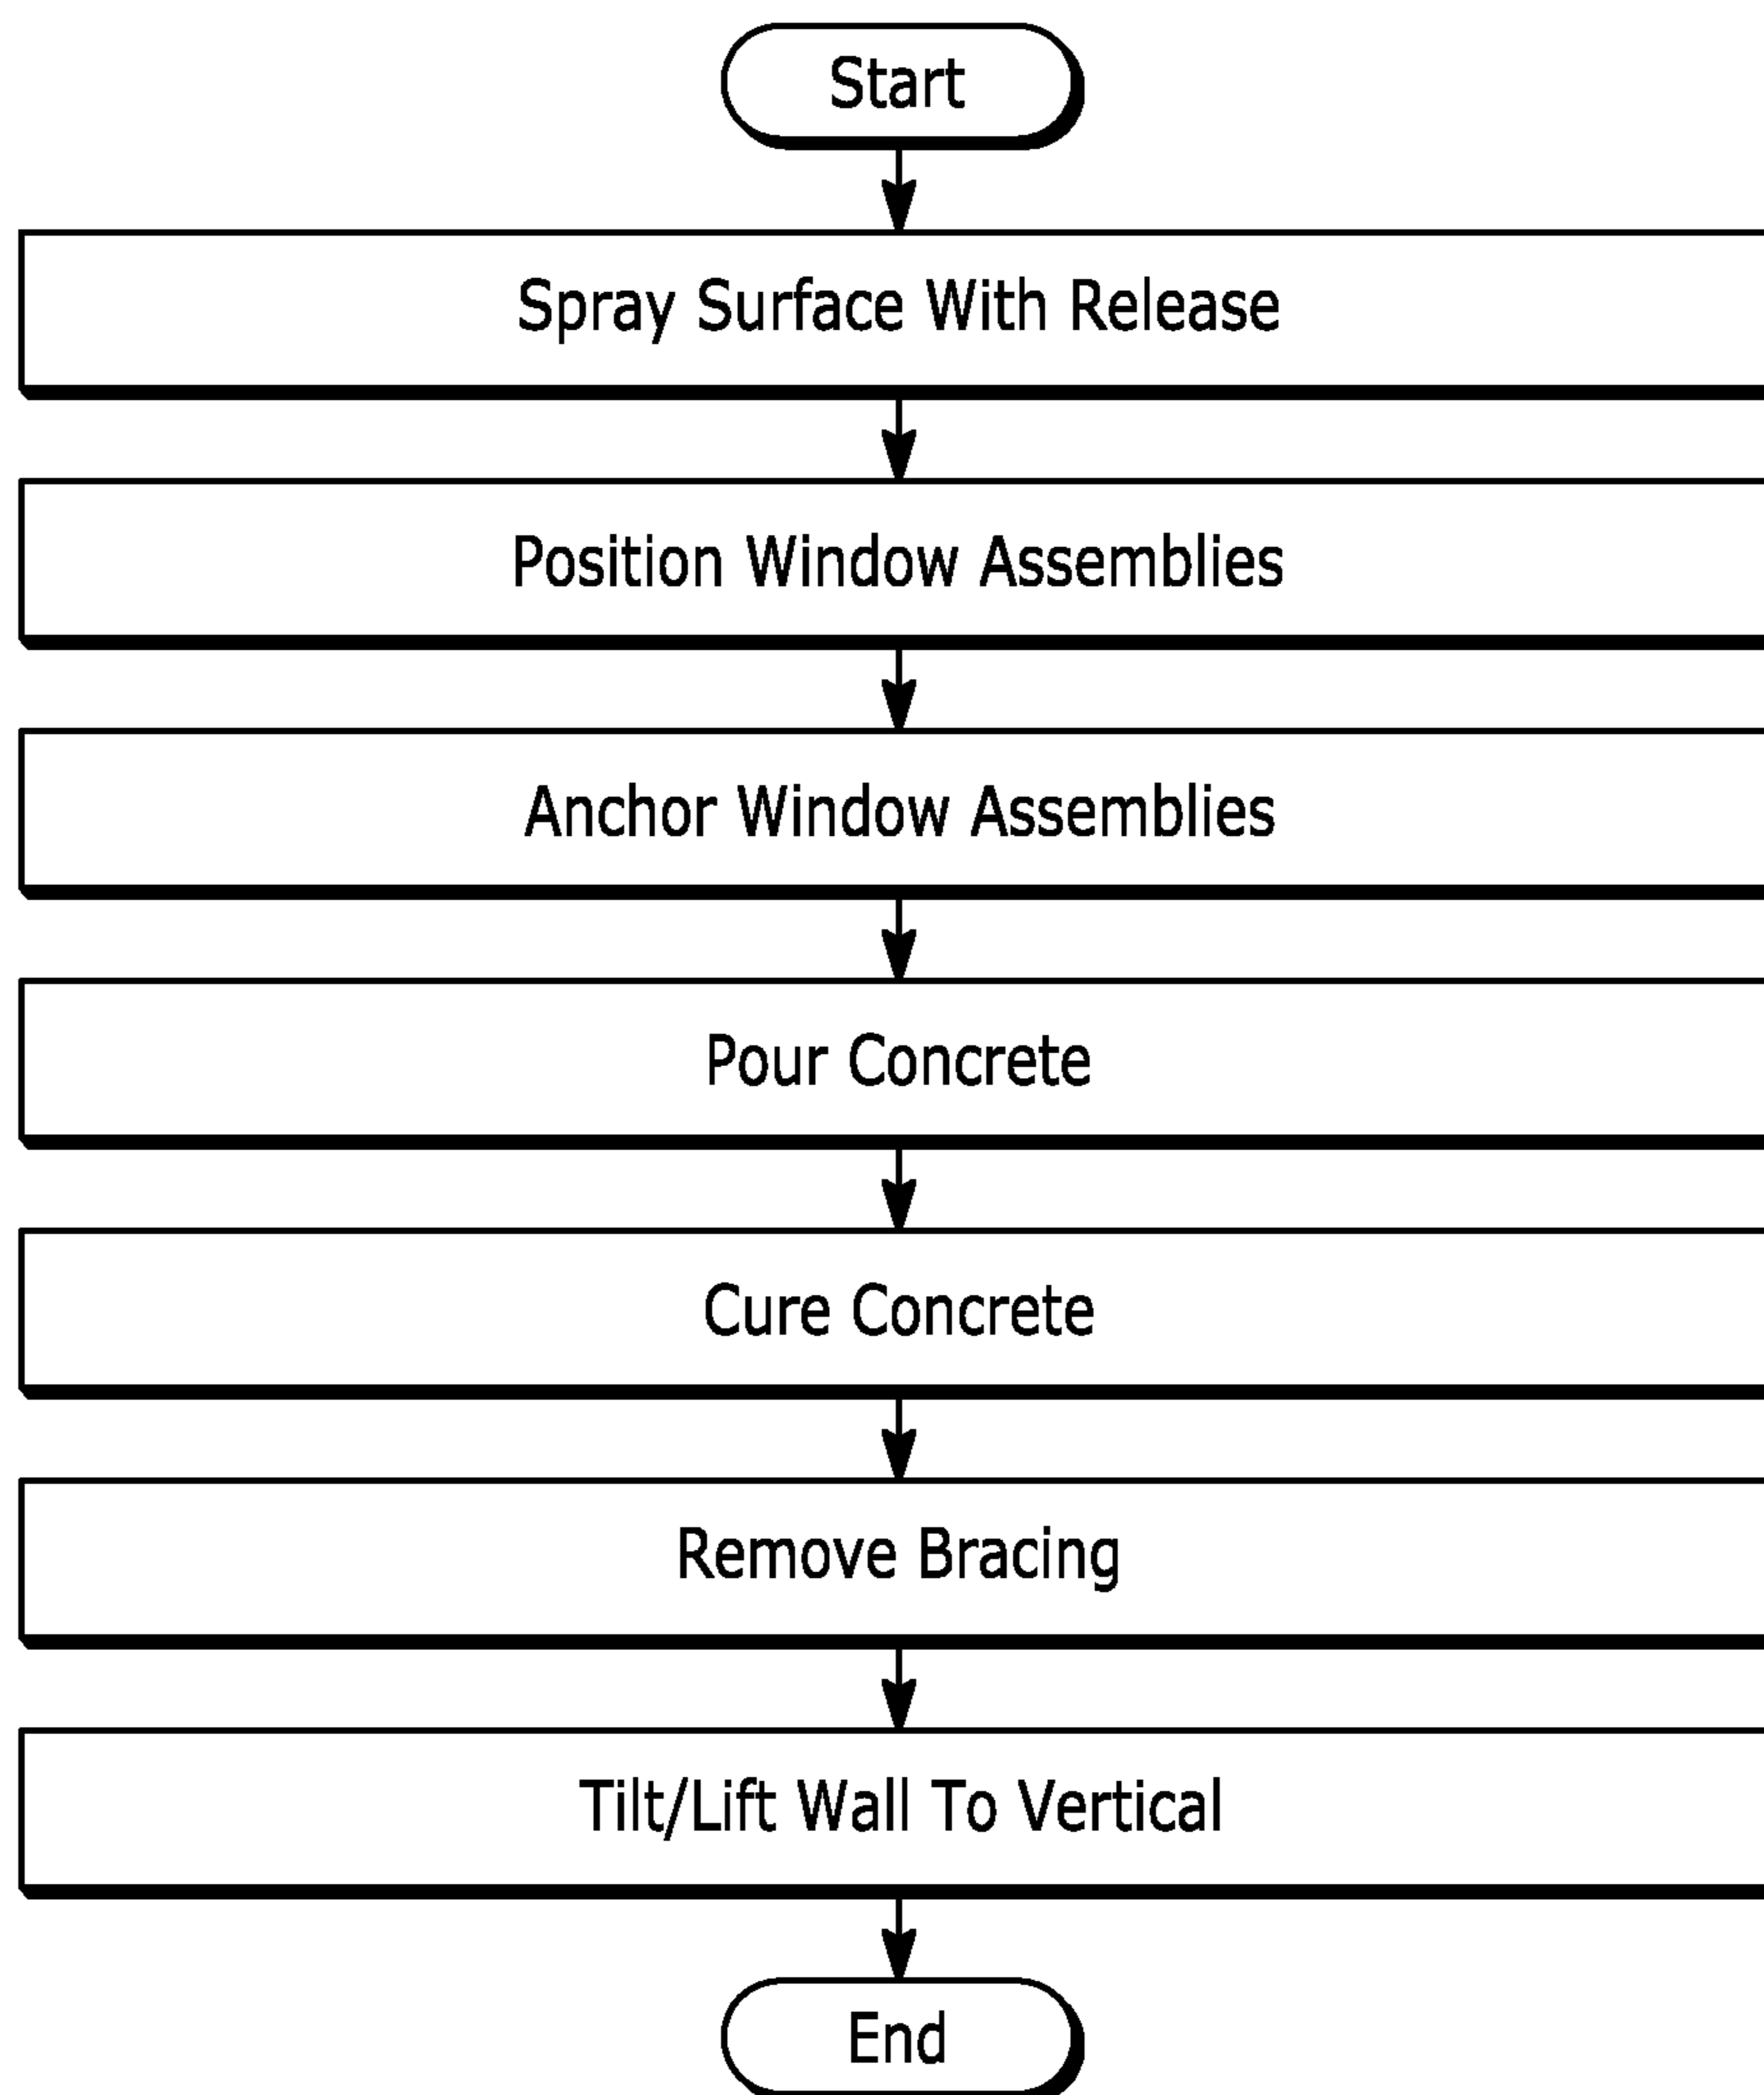 Start
Spray Surface With Release
Position Window Assemblies
Anchor Window Assemblies
Pour Concrete
Cure Concrete
Remove Bracing
Tilt/Lift Wall To Vertical
End